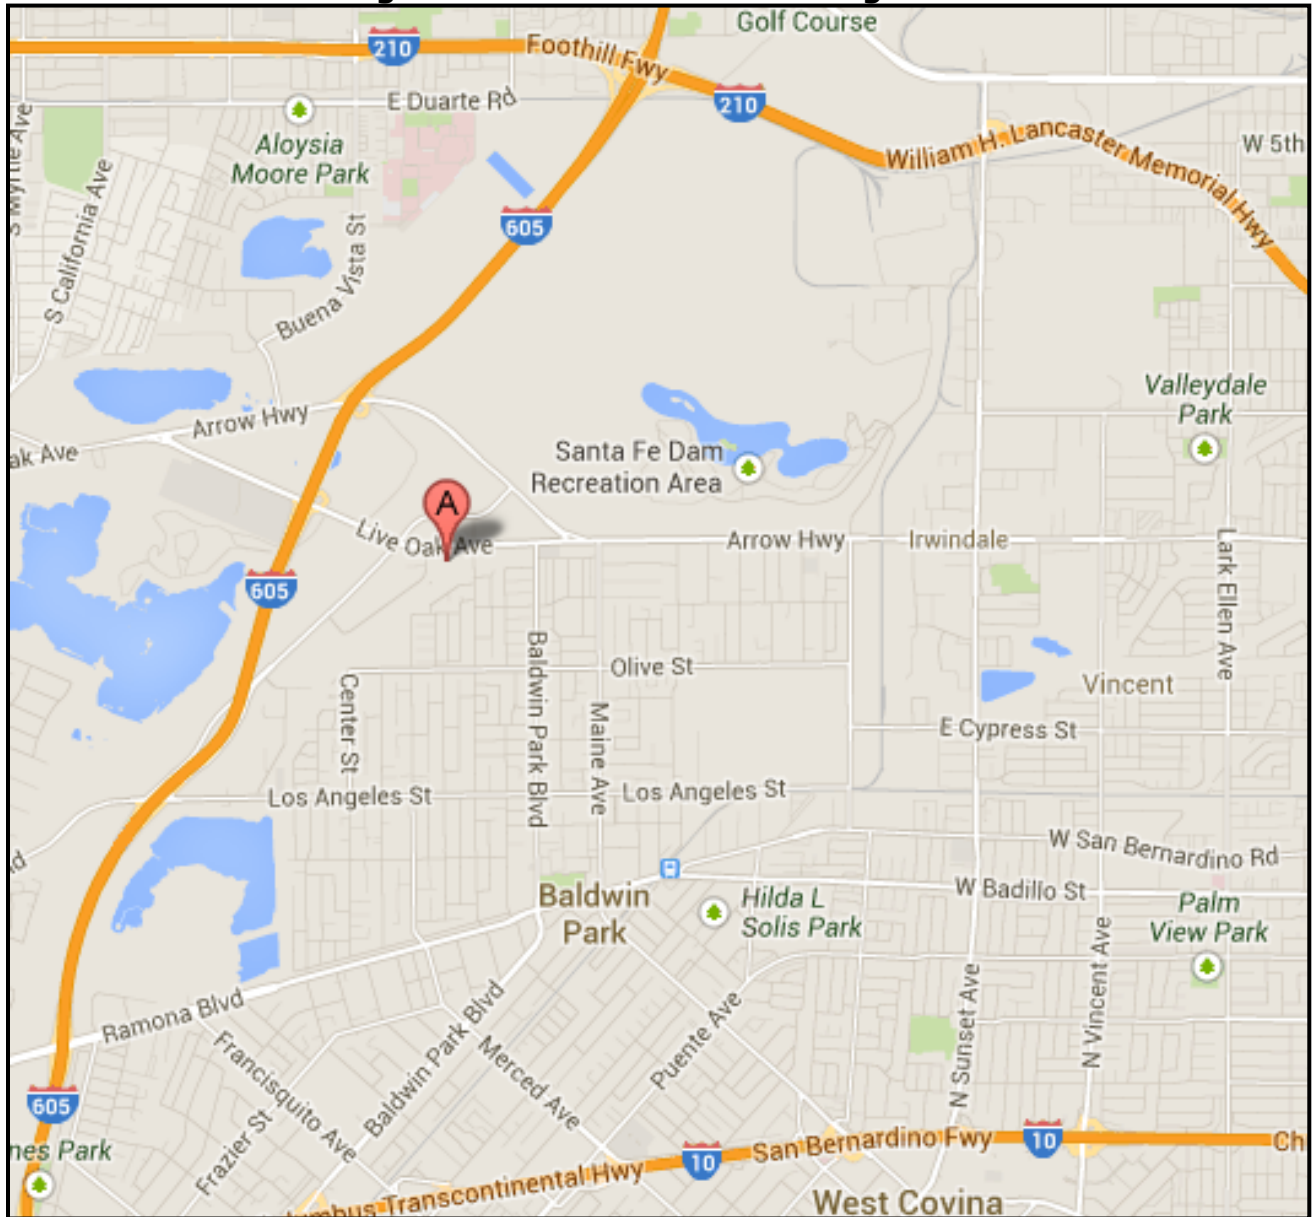 Golf Course
210
Foothill Fwy
210
E Duarte Rd
William H. Lancaster Memorial Hwy
W 5th
S Myrtle Ave
Aloysia
Moore Park
S California Ave
605
Buena Vista St
Valleydale
Park
Arrow Hwy
ak Ave
Santa Fe Dam
Recreation Area
A
Live Oak Ave
Arrow Hwy
Irwindale
Lark Ellen Ave
605
Baldwin Park Blvd
Olive St
Center St
Maine Ave
Vincent
E Cypress St
Los Angeles St
Los Angeles St
W San Bernardino Rd
W Badillo St
Baldwin
Park
Hilda L
Solis Park
Palm
View Park
N Vincent Ave
N Sunset Ave
Ramona Blvd
Baldwin Park Blvd
Puente Ave
Francisquito Ave
Merced Ave
605
Frazier St
nes Park
San Bernardino Fwy
10
10
Ch
umbus Transcontinental Hwy
West Covina